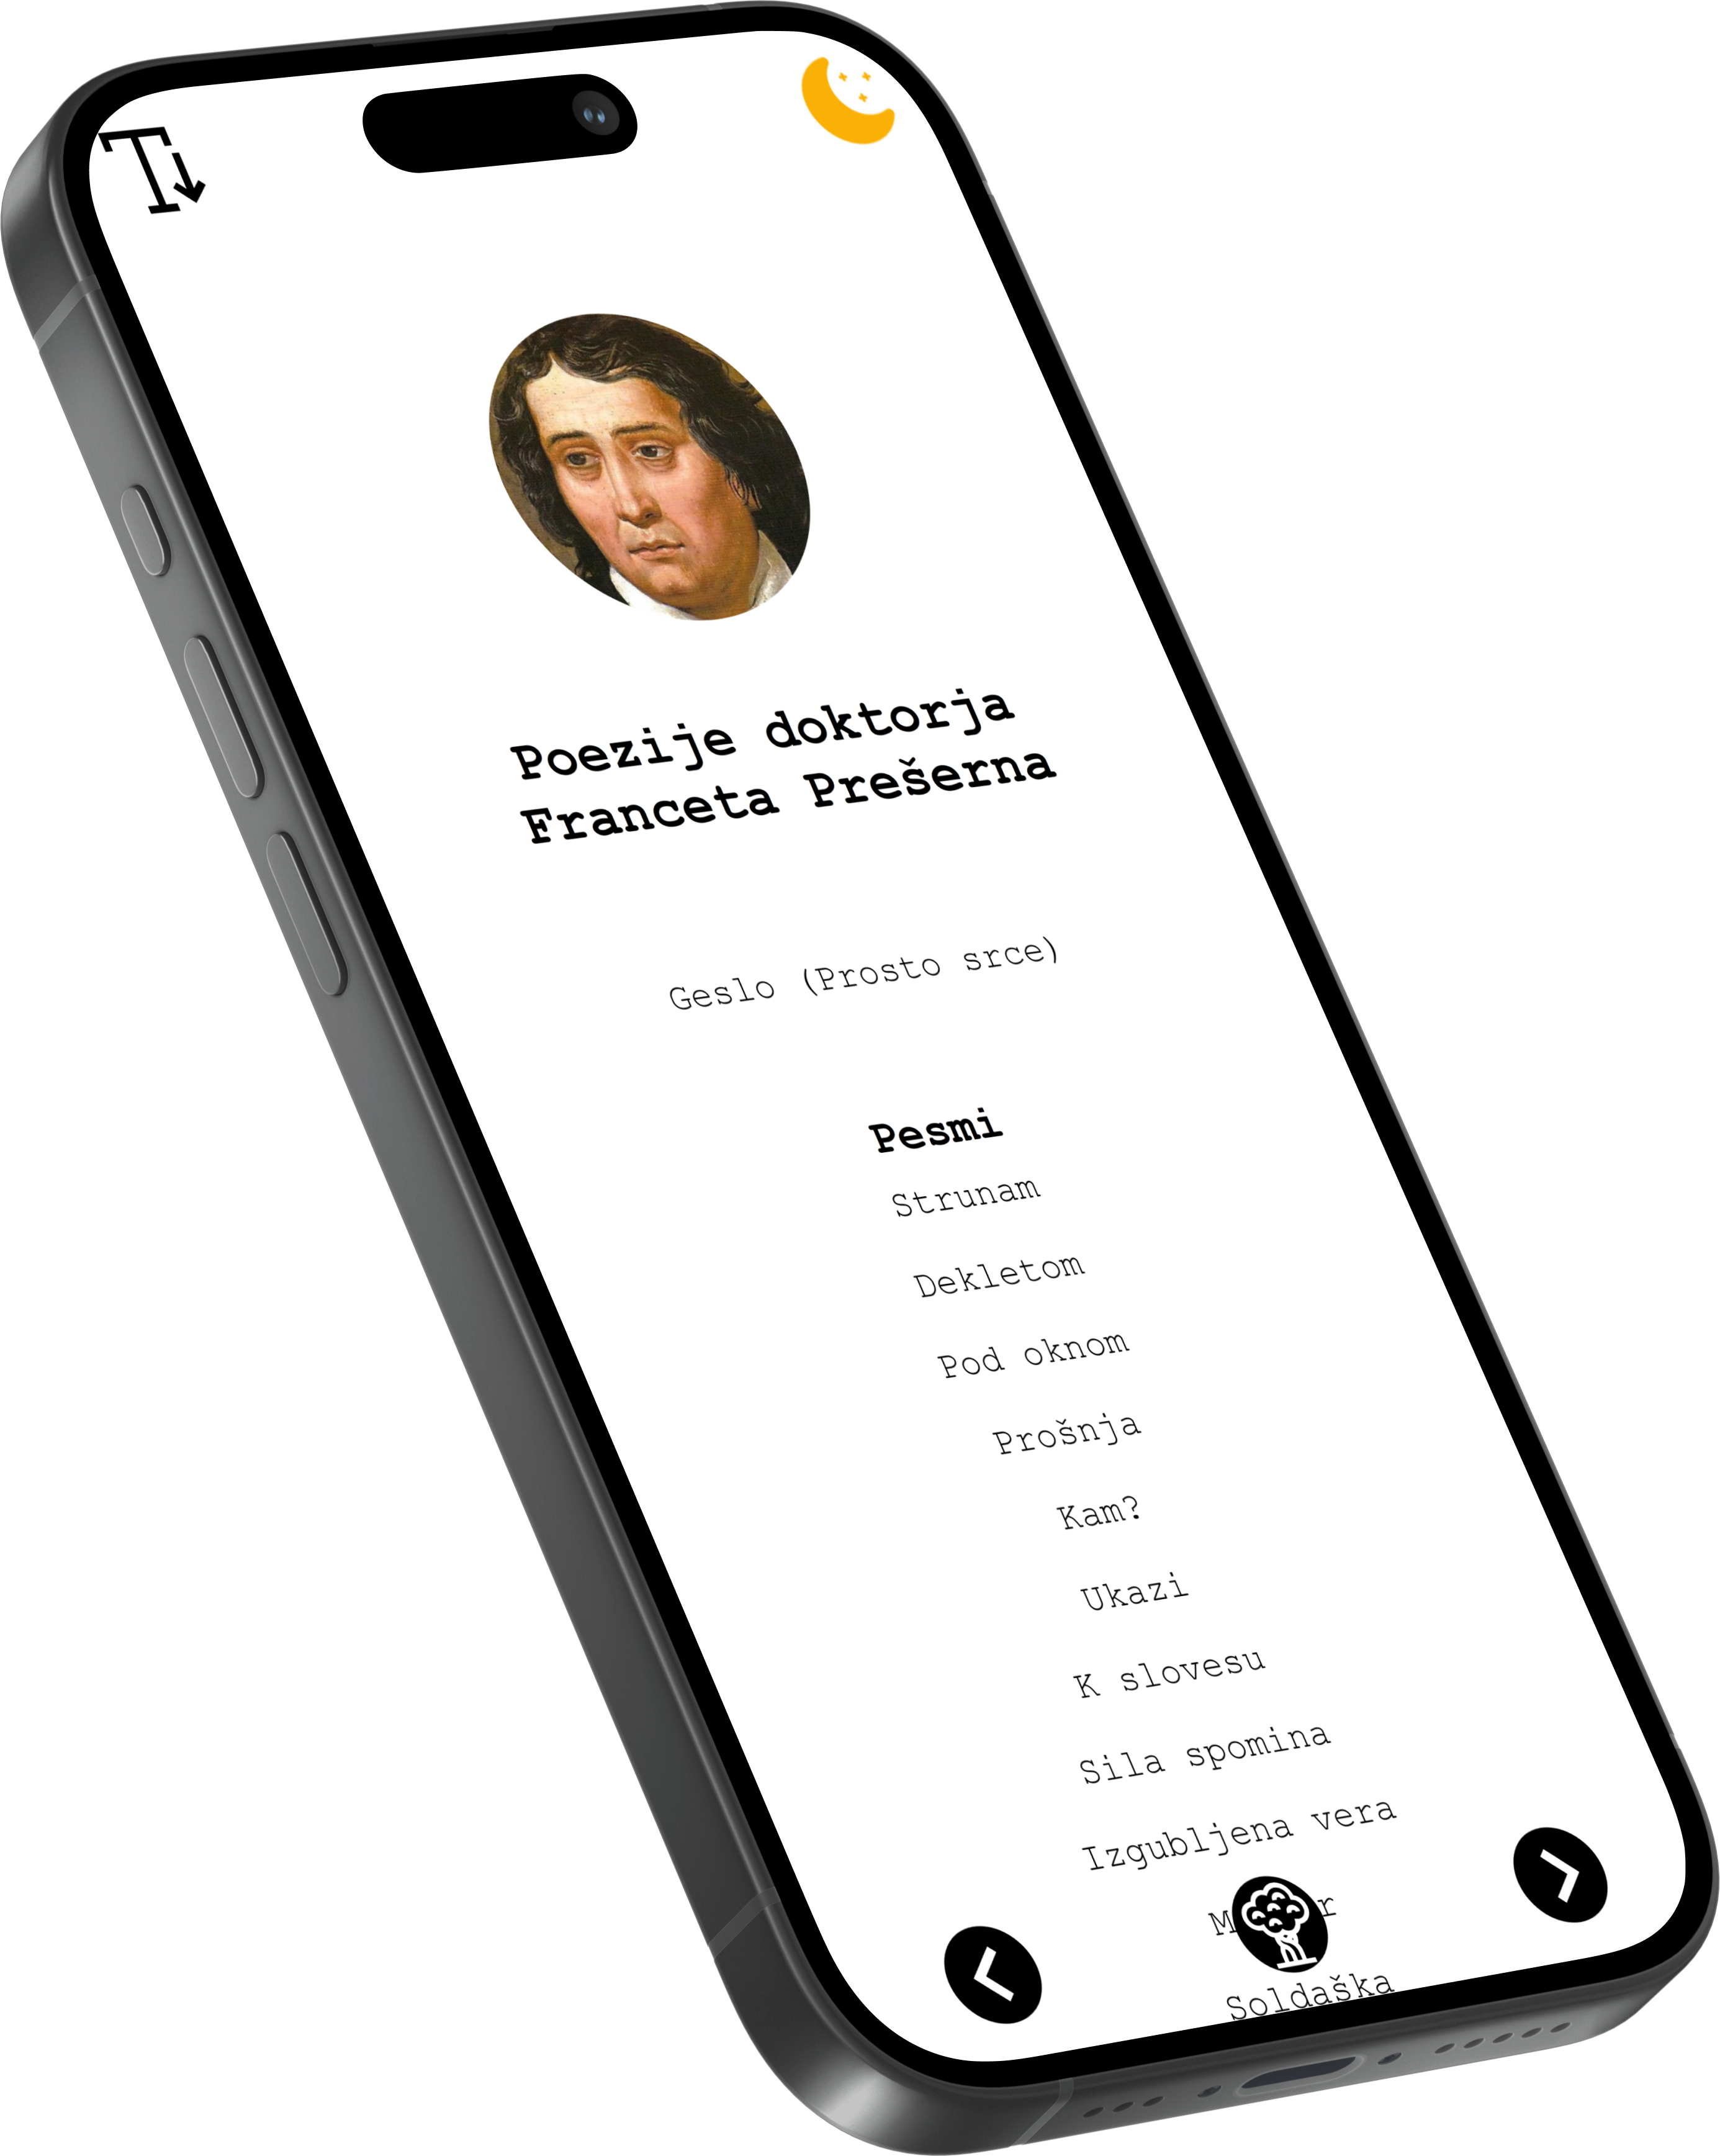 Poezije doktorja
Franceta Prešerna
Geslo (Prosto srce)
Pesmi
Strunam
Dekletom
Pod oknom
Prošnja
Kam?
Ukazi
K slovesu
Sila spomina
Izgubljena vera
Soldaška